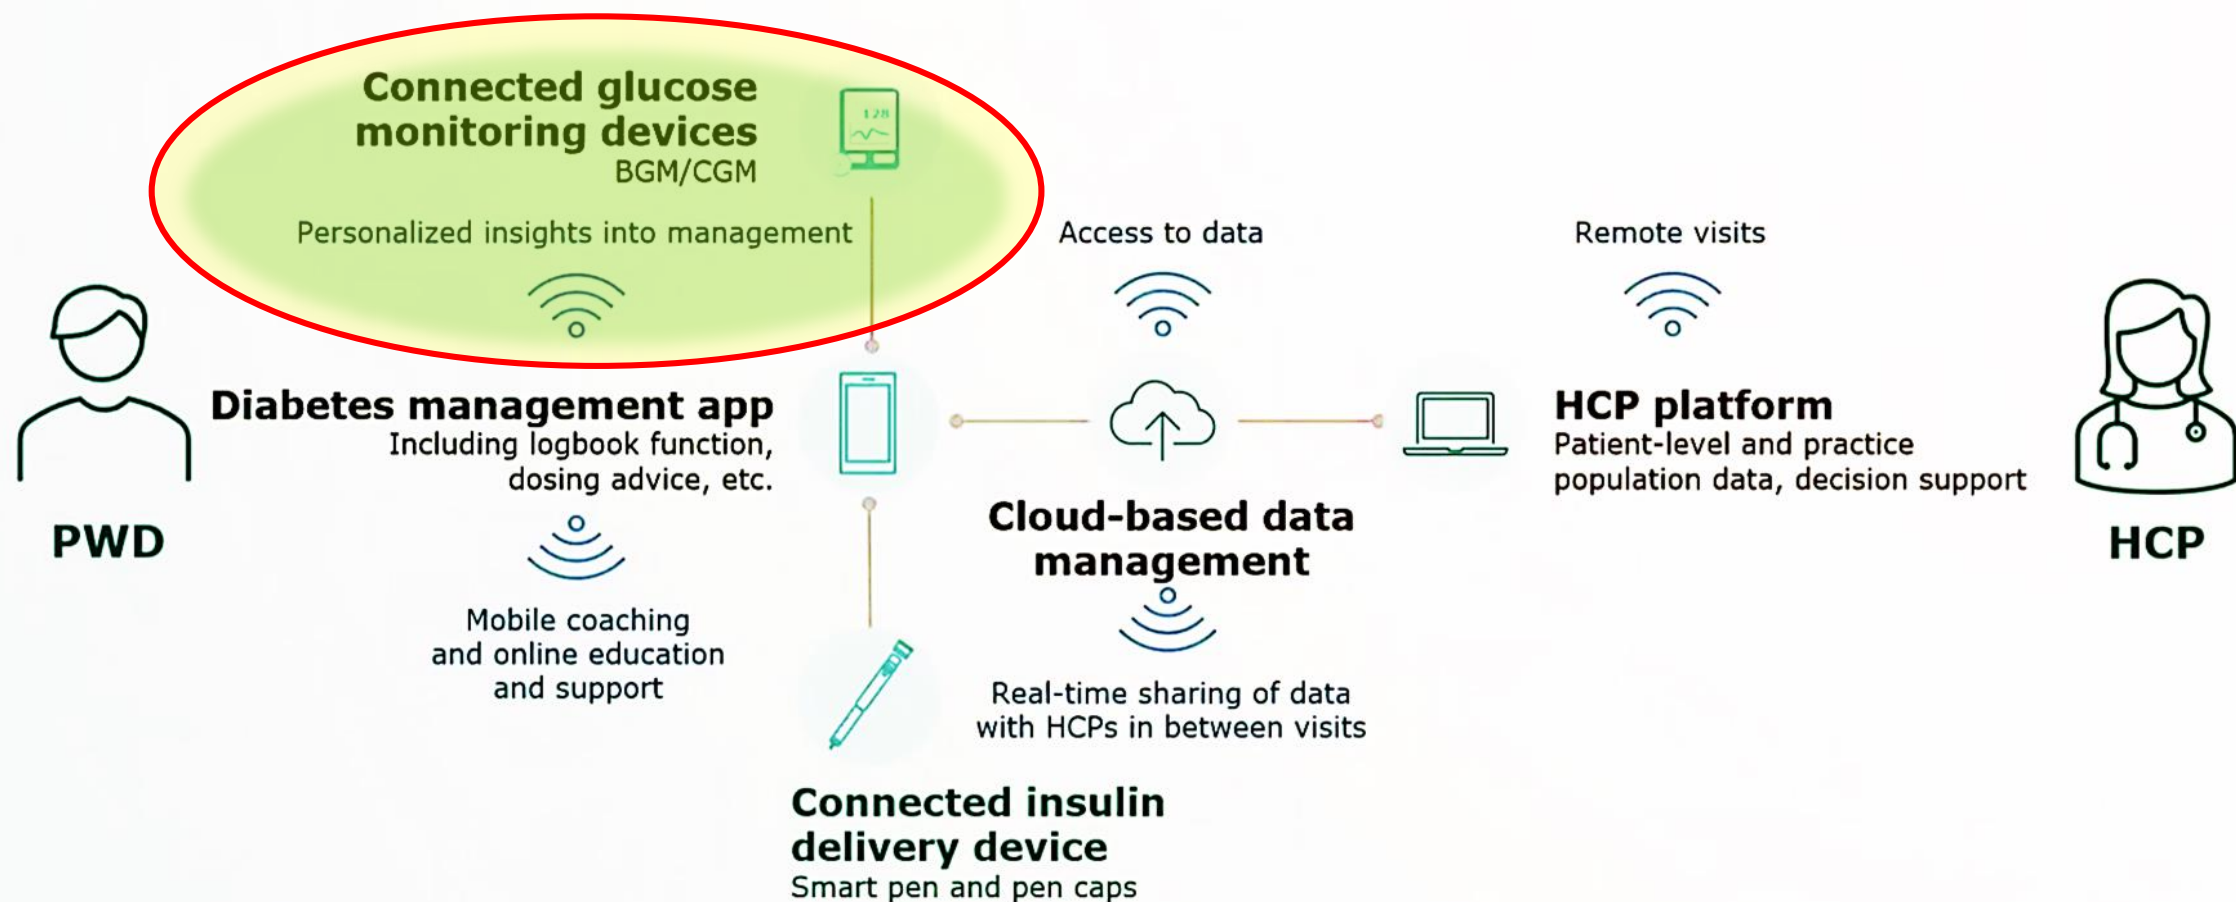 Connected glucose
monitoring devices
BGM/CGM
128
Personalized insights into management
Access to data
Remote visits
Diabetes management app
Including logbook function,
dosing advice, etc.
HCP platform
Patient-level and practice
population data, decision support
PWD
Cloud-based data
management
HCP
Mobile coaching
and online education
and support
Real-time sharing of data
with HCPs in between visits
Connected insulin
delivery device
Smart pen and pen caps